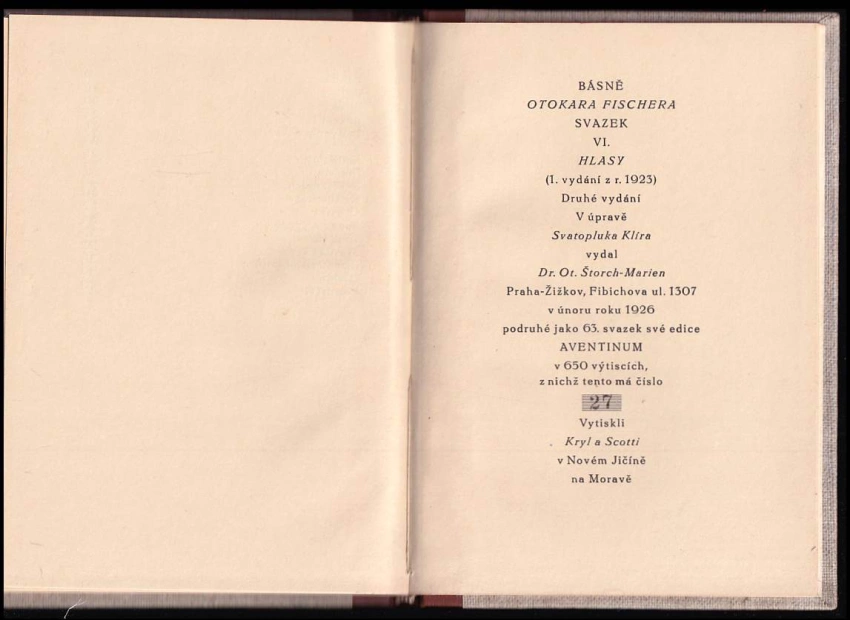 BÁSNĚ
OTOKARA FISCHERA
SVAZEK
VI.
HLASY
(1. vydání z r. 1923)
Druhé vydání
V úpravě
Svatopluka Klíra
vydal
Dr. Ot. Štorch-Marien
Praha-Žižkov, Fibichova ul. 1307
v únoru roku 1926
podruhé jako 63. svazek své edice
AVENTINUM
v 650 výtiscích,
z nichž tento má číslo
27
Vytiskli
Kryl a Scotti
v Novém Jičíně
na Moravě